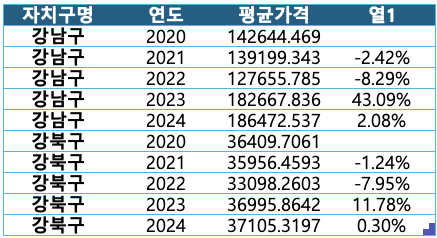 자치구명 연도 평균가격 열1
강남구 2020 142644.469
강남구 2021 139199.343 -2.42%
강남구 2022 127655.785 -8.29%
강남구 2023 182667.836 43.09%
강남구 2024 186472.537 2.08%
강북구 2020 36409.7061
강북구 2021 35956.4593 -1.24%
강북구 2022 33098.2603 -7.95%
강북구 2023 36995.8642 11.78%
강북구 2024 37105.3197 0.30%